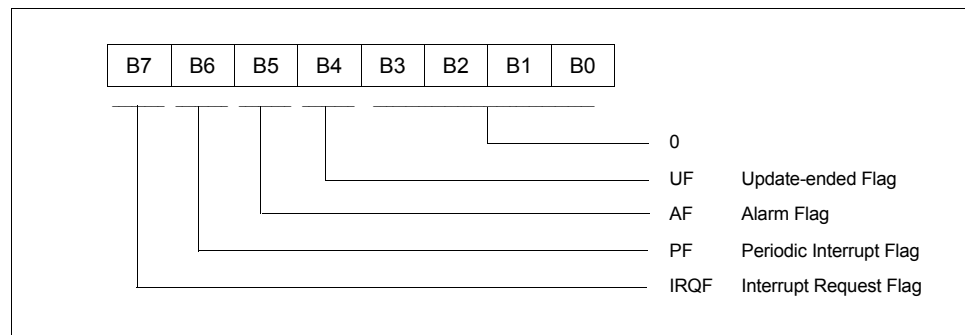 B7 B6 B5 B4 B3 B2 B1 B0
0
UF Update-ended Flag
AF Alarm Flag
PF Periodic Interrupt Flag
IRQF Interrupt Request Flag